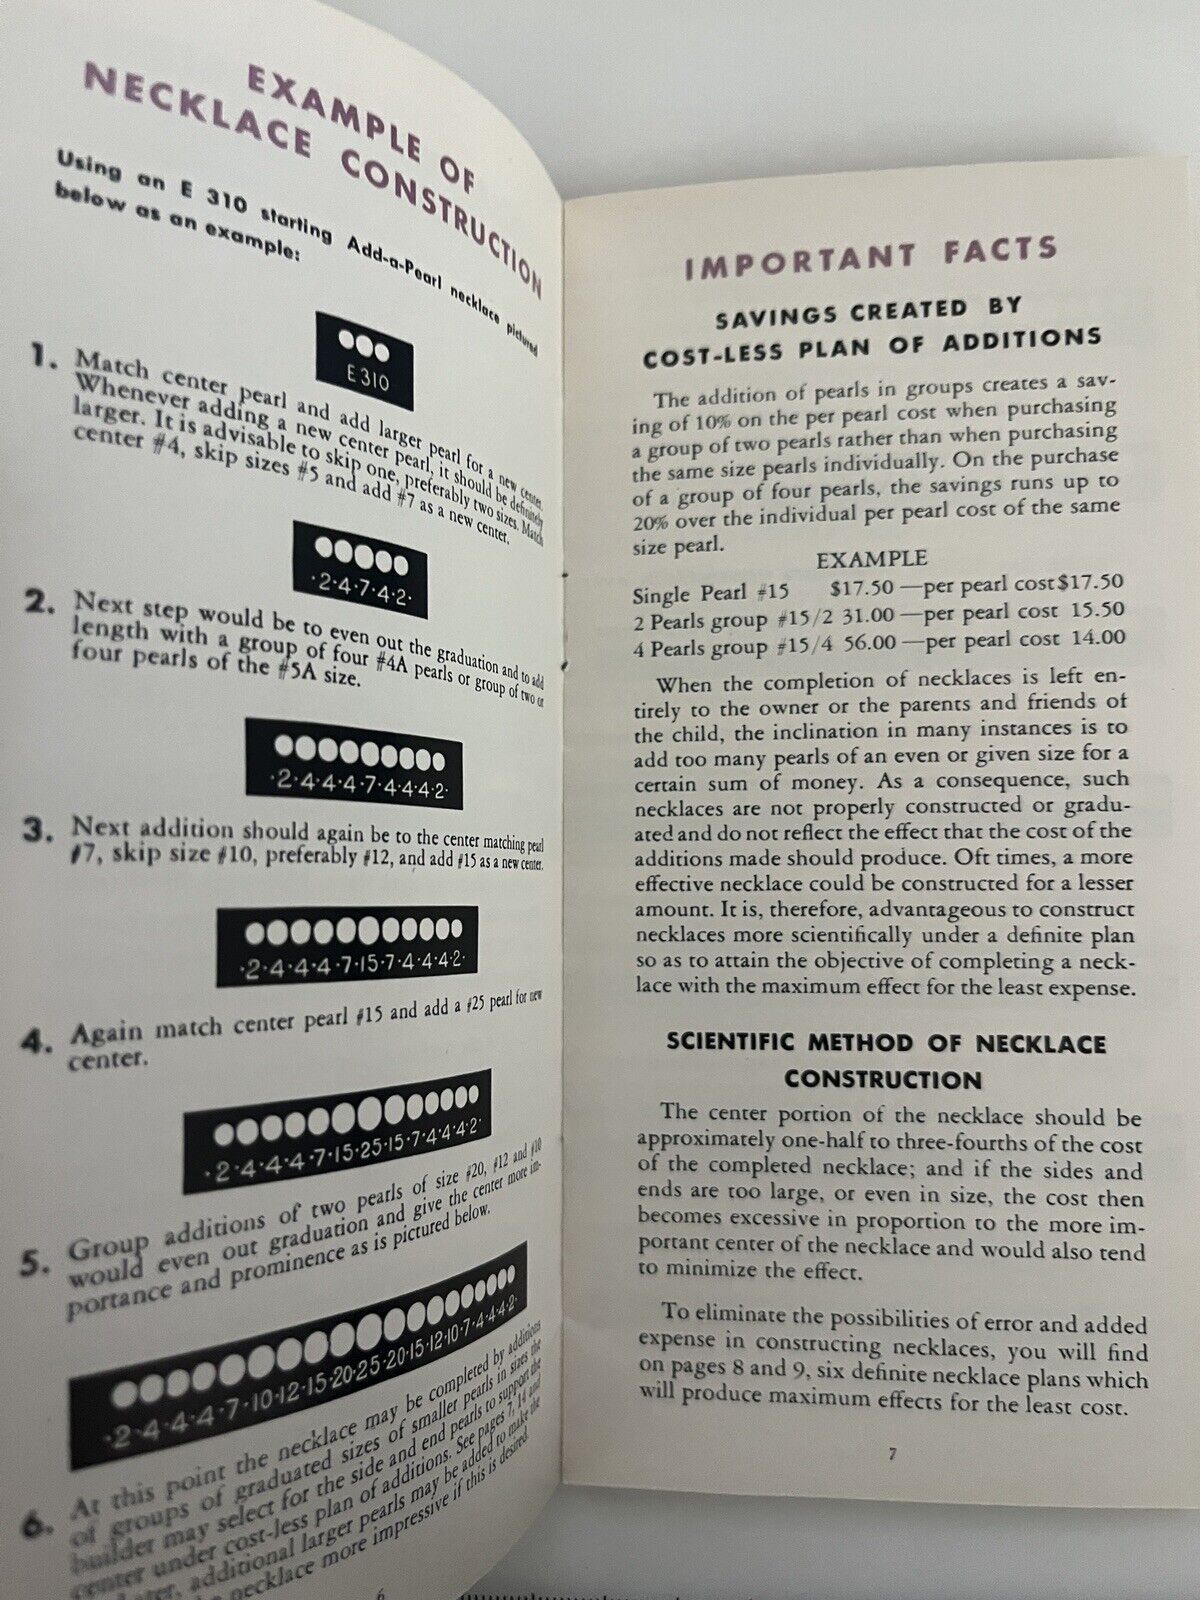 EXAMPLE OF
NECKLACE CONSTRUCTION
Using an E 310 starting Add-a-Pearl necklace pictured
below as an example:
E310
1. Match center pearl and add larger pearl for a new center.
Whenever adding a new center pearl, it should be definitely
larger. It is advisable to skip one, preferably two sizes. Match
center #4, skip sizes #5 and add #7 as a new center.
·2·4·7·4·2·
2. Next step would be to even out the graduation and to add
length with a group of four #4A pearls or group of two or
four pearls of the #5A size.
·2·4·4·4·7·4·4·4·2·
3. Next addition should again be to the center matching pearl
#7, skip size #10, preferably #12, and add #15 as a new center.
·2·4·4·4·7·15·7·4·4·4·2·
4. Again match center pearl #15 and add a #25 pearl for new
center.
·2·4·4·4·7·15·25·15·7·4·4·4·2·
5. Group additions of two pearls of size #20, #12 and #10
would even out graduation and give the center more im-
portance and prominence as is pictured below.
·2·4·4·4·7·10·12·15·20·25·20·15·12·10·7·4·4·4·2·
6. At this point the necklace may be completed by additions
of groups of graduated sizes of smaller pearls in sizes the
builder may select for the side and end pearls to support the
center under cost-less plan of additions. See pages 7, 14 and
additional larger pearls may be added to make the
necklace more impressive if this is desired.
6
IMPORTANT FACTS
SAVINGS CREATED BY
COST-LESS PLAN OF ADDITIONS
The addition of pearls in groups creates a sav-
ing of 10% on the per pearl cost when purchasing
a group of two pearls rather than when purchasing
the same size pearls individually. On the purchase
of a group of four pearls, the savings runs up to
20% over the individual per pearl cost of the same
size pearl.
EXAMPLE
Single Pearl #15 $17.50 —per pearl cost $17.50
2 Pearls group #15/2 31.00 —per pearl cost 15.50
4 Pearls group #15/4 56.00 —per pearl cost 14.00
When the completion of necklaces is left en-
tirely to the owner or the parents and friends of
the child, the inclination in many instances is to
add too many pearls of an even or given size for a
certain sum of money. As a consequence, such
necklaces are not properly constructed or gradu-
ated and do not reflect the effect that the cost of the
additions made should produce. Oft times, a more
effective necklace could be constructed for a lesser
amount. It is, therefore, advantageous to construct
necklaces more scientifically under a definite plan
so as to attain the objective of completing a neck-
lace with the maximum effect for the least expense.
SCIENTIFIC METHOD OF NECKLACE
CONSTRUCTION
The center portion of the necklace should be
approximately one-half to three-fourths of the cost
of the completed necklace; and if the sides and
ends are too large, or even in size, the cost then
becomes excessive in proportion to the more im-
portant center of the necklace and would also tend
to minimize the effect.
To eliminate the possibilities of error and added
expense in constructing necklaces, you will find
on pages 8 and 9, six definite necklace plans which
will produce maximum effects for the least cost.
7